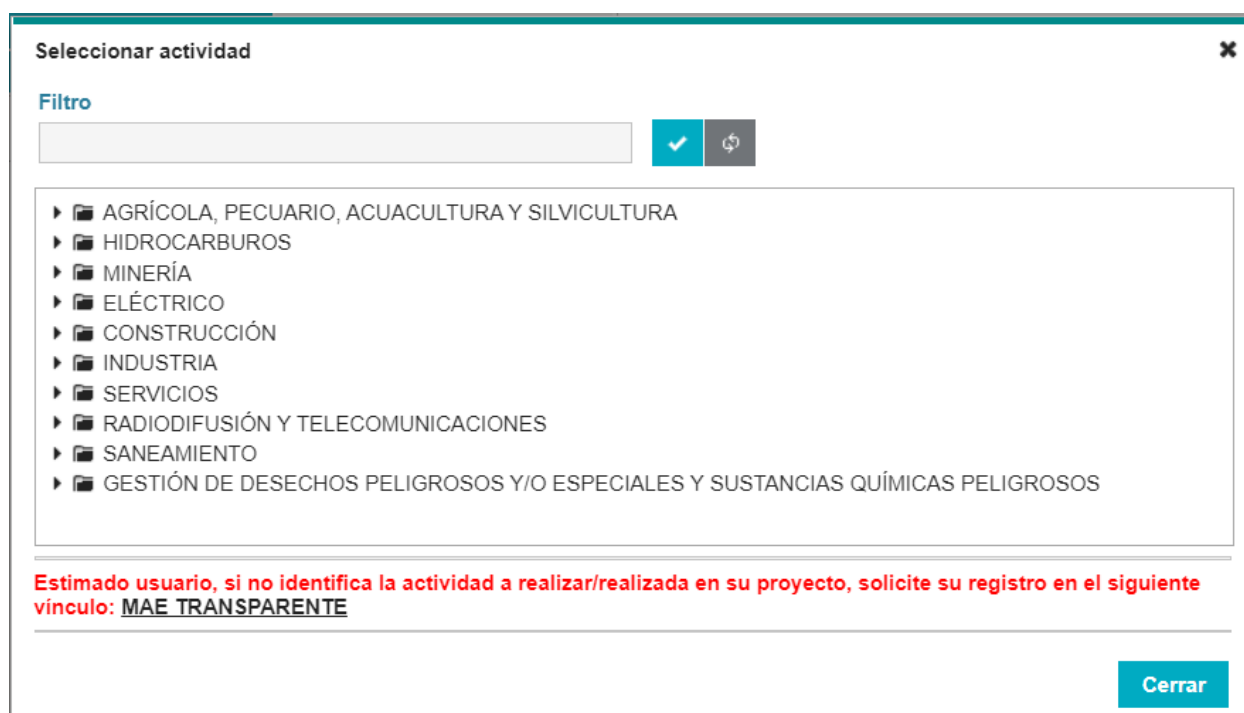 Seleccionar actividad
Filtro
AGRÍCOLA, PECUARIO, ACUACULTURA Y SILVICULTURA
HIDROCARBUROS
MINERÍA
ELÉCTRICO
CONSTRUCCIÓN
INDUSTRIA
SERVICIOS
RADIODIFUSIÓN Y TELECOMUNICACIONES
SANEAMIENTO
GESTIÓN DE DESECHOS PELIGROSOS Y/O ESPECIALES Y SUSTANCIAS QUÍMICAS PELIGROSOS
Estimado usuario, si no identifica la actividad a realizar/realizada en su proyecto, solicite su registro en el siguiente
vínculo: MAE TRANSPARENTE
Cerrar